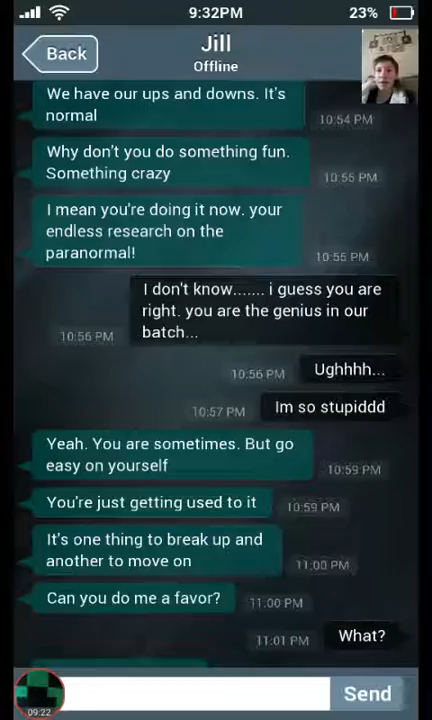 9:32PM
23%
Back
Jill
Offline
We have our ups and downs. It's
normal
10:54 PM
Why don't you do something fun.
Something crazy
10:55 PM
I mean you're doing it now. your
endless research on the
paranormal!
10:55 PM
I don't know....... i guess you are
right. you are the genius in our
batch...
10:56 PM
Ughhhh...
10:56 PM
Im so stupiddd
10:57 PM
Yeah. You are sometimes. But go
easy on yourself
10:59 PM
You're just getting used to it
10:59 PM
It's one thing to break up and
another to move on
11:00 PM
Can you do me a favor?
11:00 PM
What?
11:01 PM
09:22
Send